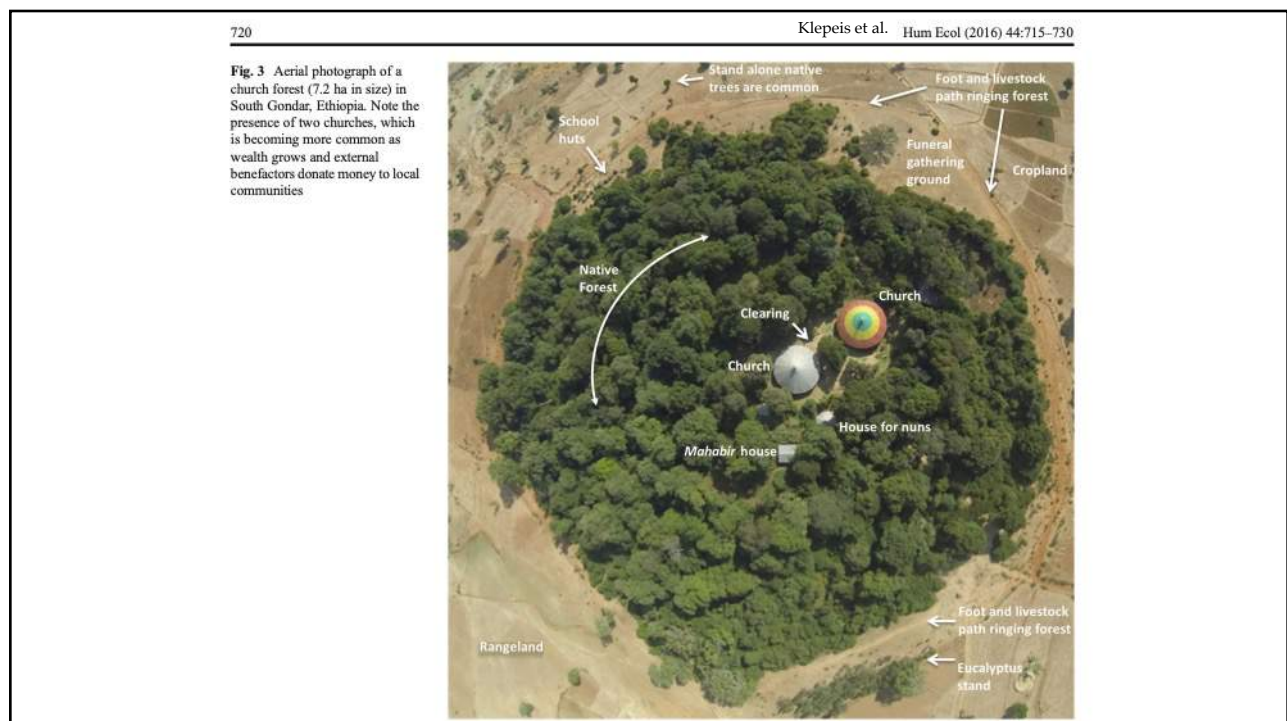 720
Klepeis et al.
Hum Ecol (2016) 44:715–730
Fig. 3 Aerial photograph of a
church forest (7.2 ha in size) in
South Gondar, Ethiopia. Note the
presence of two churches, which
is becoming more common as
wealth grows and external
benefactors donate money to local
communities
Stand alone native
trees are common
Foot and livestock
path ringing forest
School
huts
Funeral
gathering
ground
Cropland
Native
Forest
Church
Clearing
Church
House for nuns
Mahabir house
Foot and livestock
path ringing forest
Rangeland
Eucalyptus
stand